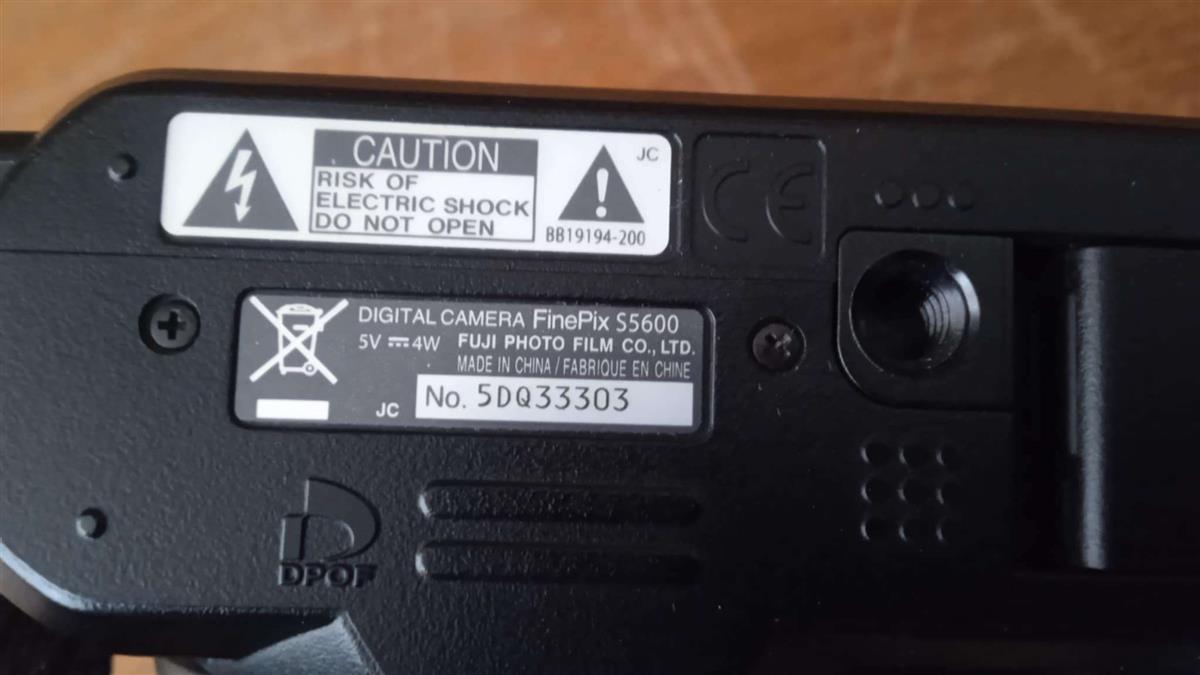 CAUTION
RISK OF
ELECTRIC SHOCK
DO NOT OPEN
JC
BB19194-200
CE
DIGITAL CAMERA FinePix S5600
5V ⎓ 4W FUJI PHOTO FILM CO., LTD.
MADE IN CHINA / FABRIQUE EN CHINE
JC No. 5DQ33303
DPOF